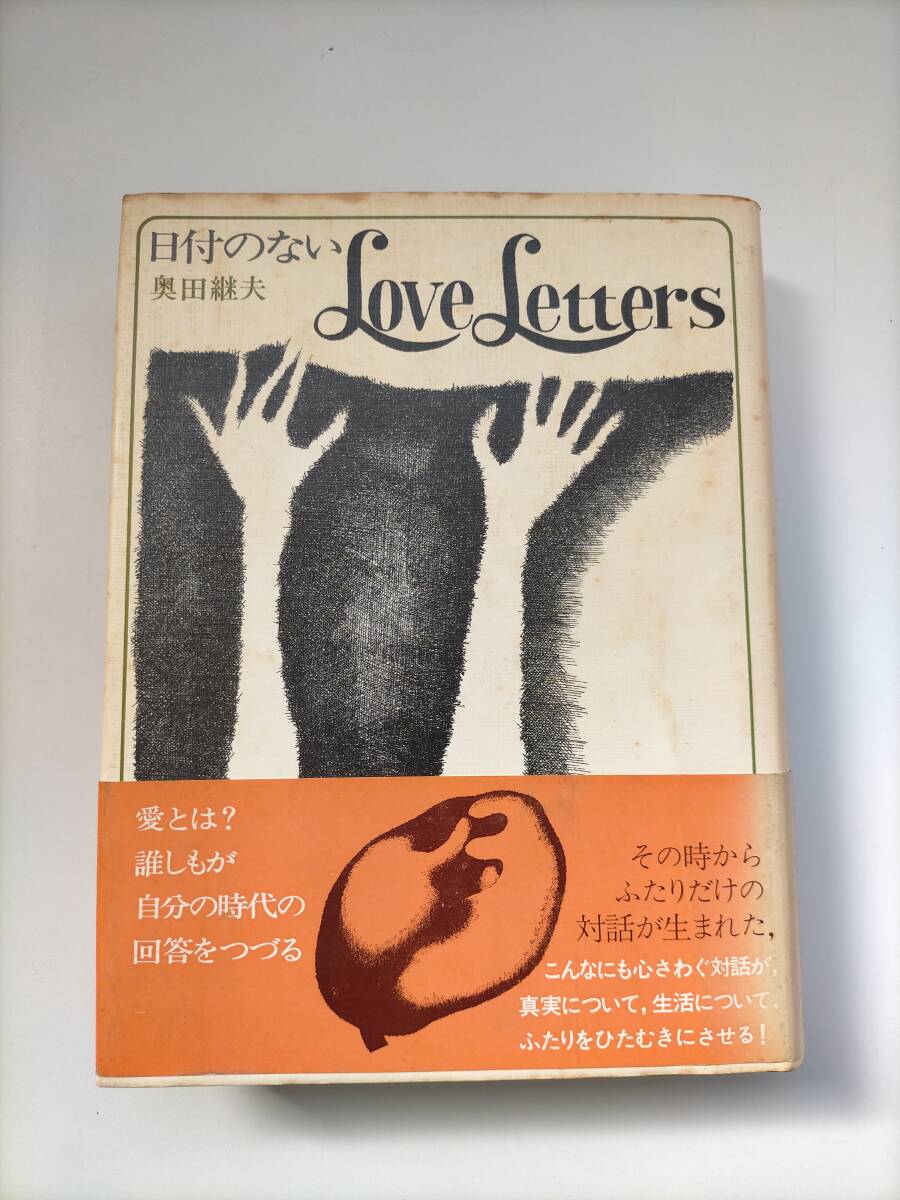 日付のない
Love Letters
奥田継夫
愛とは?
誰しもが
自分の時代の
回答をつづる
その時から
ふたりだけの
対話が生まれた,
こんなにも心さわぐ対話が,
真実について,生活について,
ふたりをひたむきにさせる!